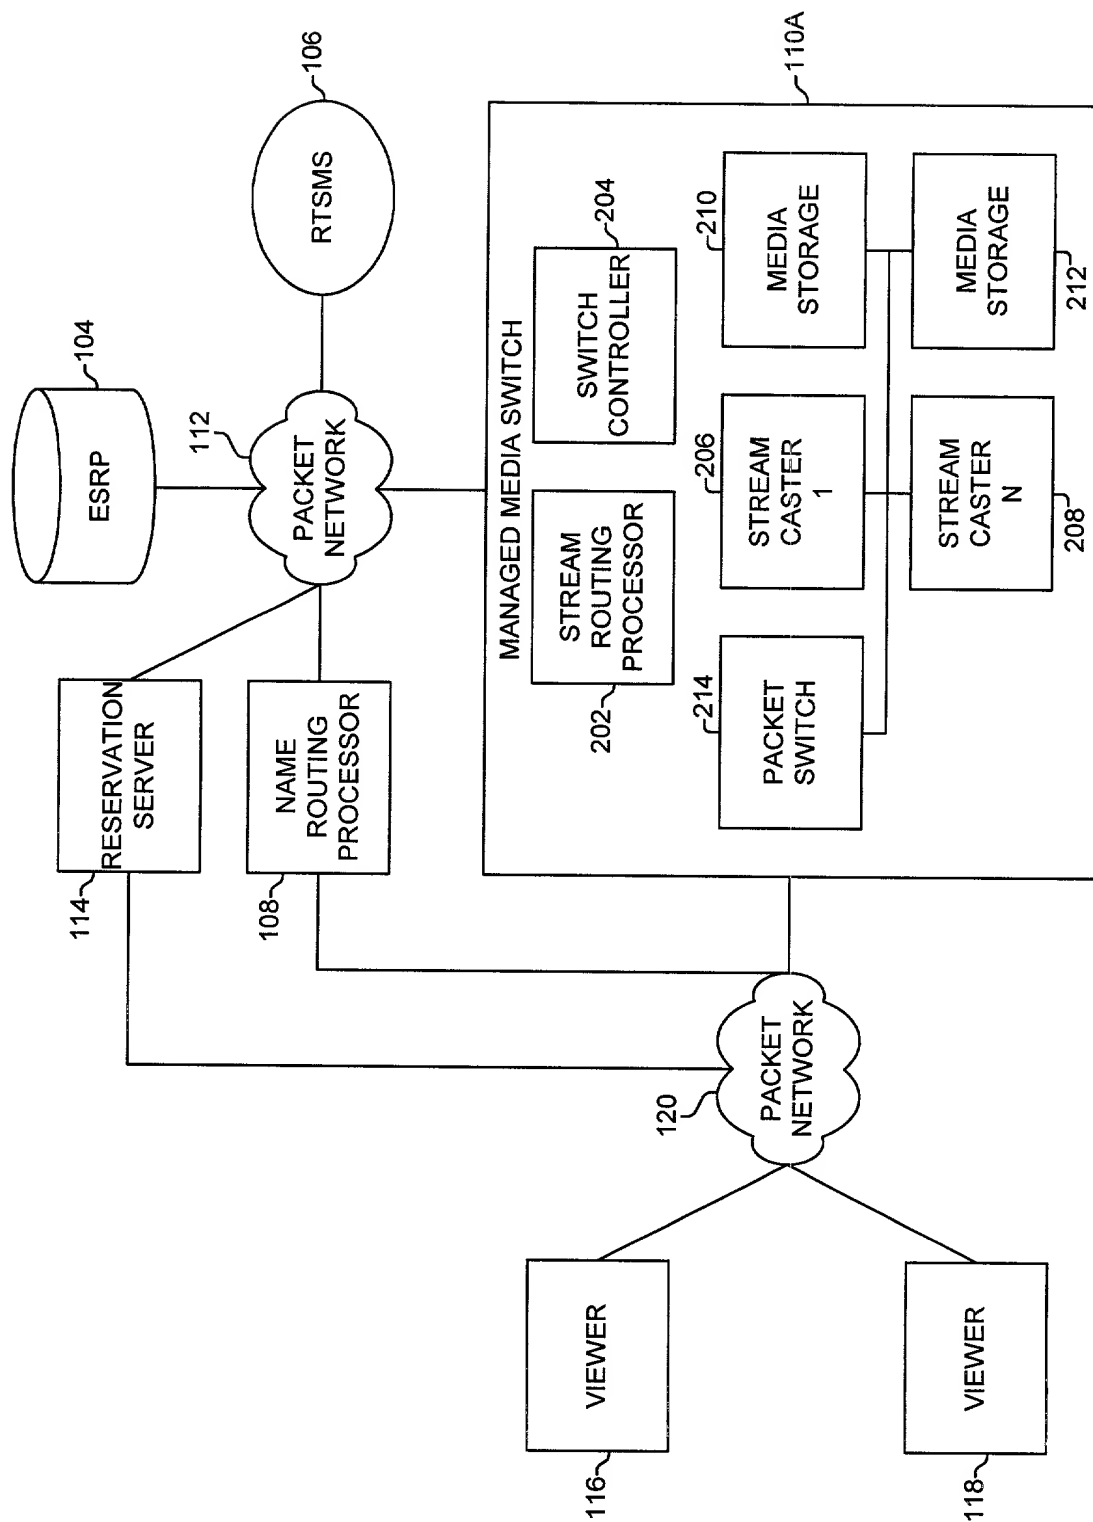 104
ESRP
112
PACKET
NETWORK
RTSMS
106
RESERVATION
SERVER
114
NAME
ROUTING
PROCESSOR
108
MANAGED MEDIA SWITCH
110A
STREAM
ROUTING
PROCESSOR
202
SWITCH
CONTROLLER
204
214
PACKET
SWITCH
206
STREAM
CASTER
1
210
MEDIA
STORAGE
STREAM
CASTER
N
208
MEDIA
STORAGE
212
120
PACKET
NETWORK
VIEWER
116
VIEWER
118